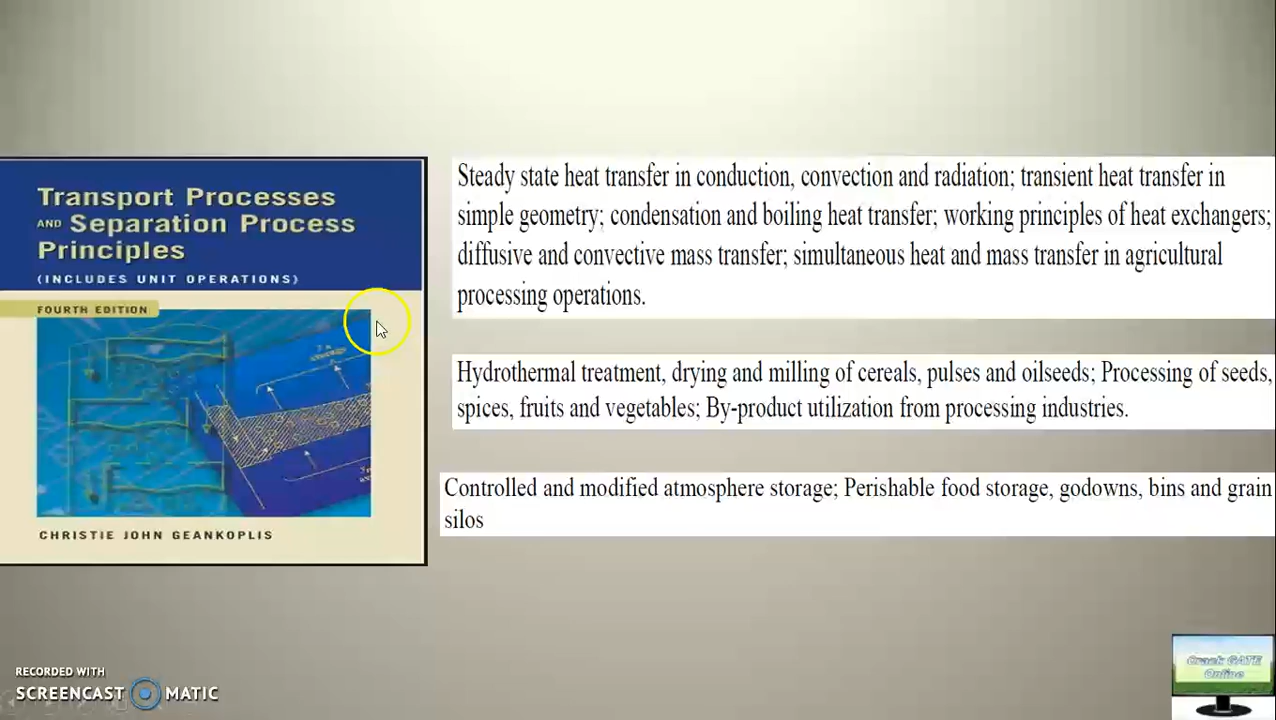 Transport Processes
AND Separation Process
Principles
(INCLUDES UNIT OPERATIONS)
FOURTH EDITION
CHRISTIE JOHN GEANKOPLIS
Steady state heat transfer in conduction, convection and radiation; transient heat transfer in
simple geometry; condensation and boiling heat transfer; working principles of heat exchangers;
diffusive and convective mass transfer; simultaneous heat and mass transfer in agricultural
processing operations.
Hydrothermal treatment, drying and milling of cereals, pulses and oilseeds; Processing of seeds,
spices, fruits and vegetables; By-product utilization from processing industries.
Controlled and modified atmosphere storage; Perishable food storage, godowns, bins and grain
silos
RECORDED WITH
SCREENCAST MATIC
Crack GATE
Online